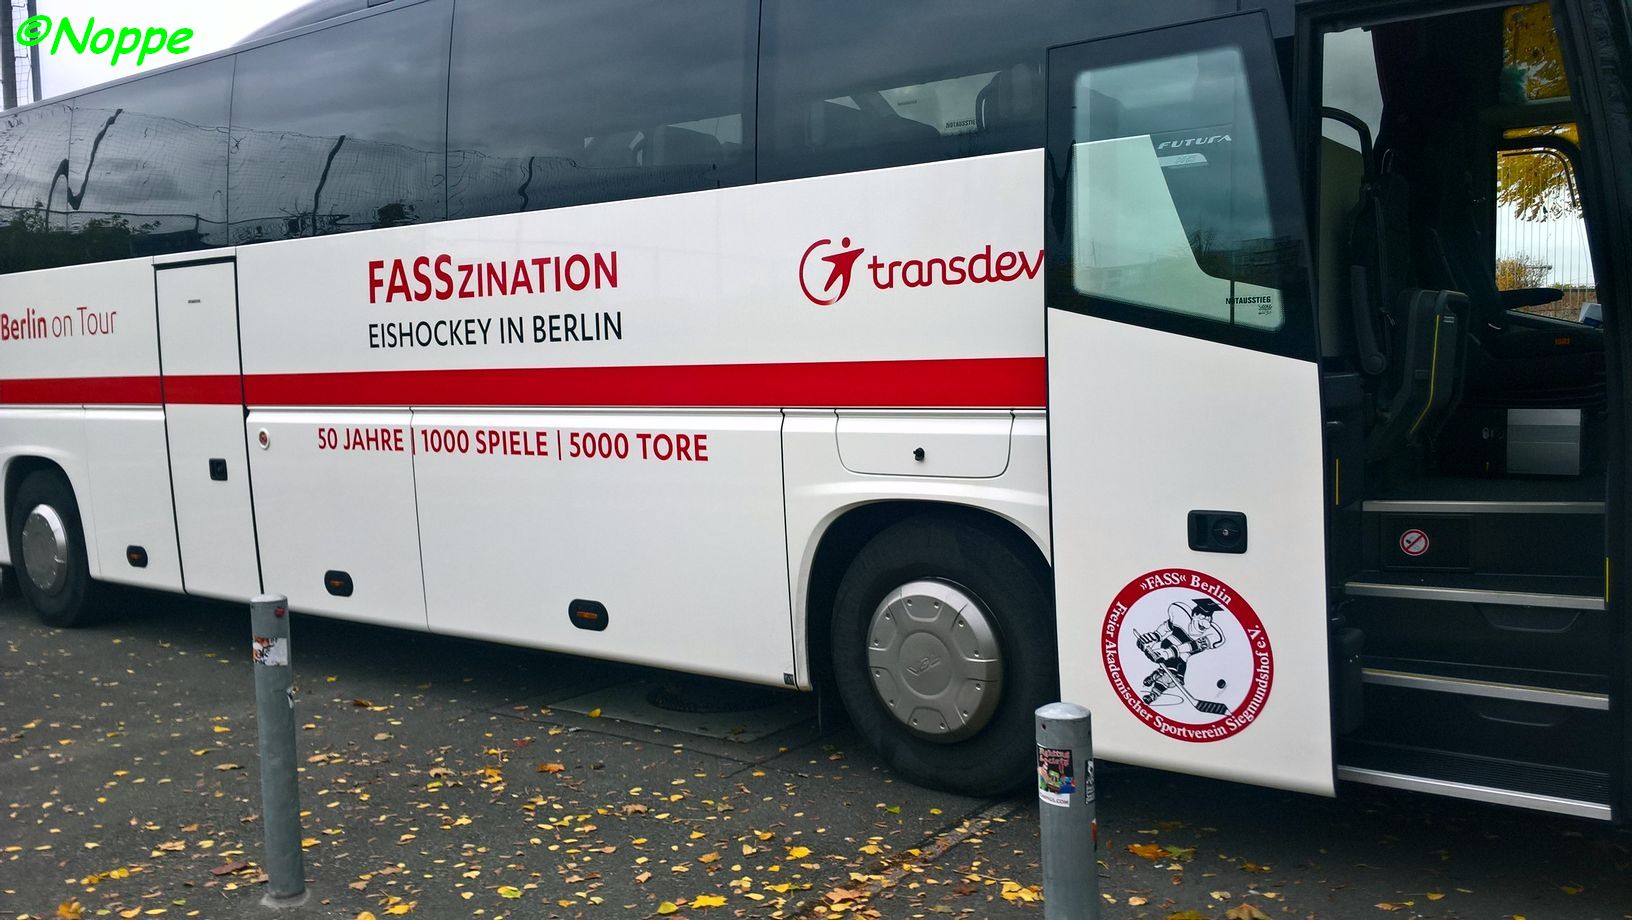 ©Noppe
NOTAUSSTIEG
FUTURA
FASSZINATION
EISHOCKEY IN BERLIN
transdev
NOTAUSSTIEG
Berlin on Tour
50 JAHRE | 1000 SPIELE | 5000 TORE
»FASS« Berlin
Freier Akademischer Sportverein Siegmundshof e.V.